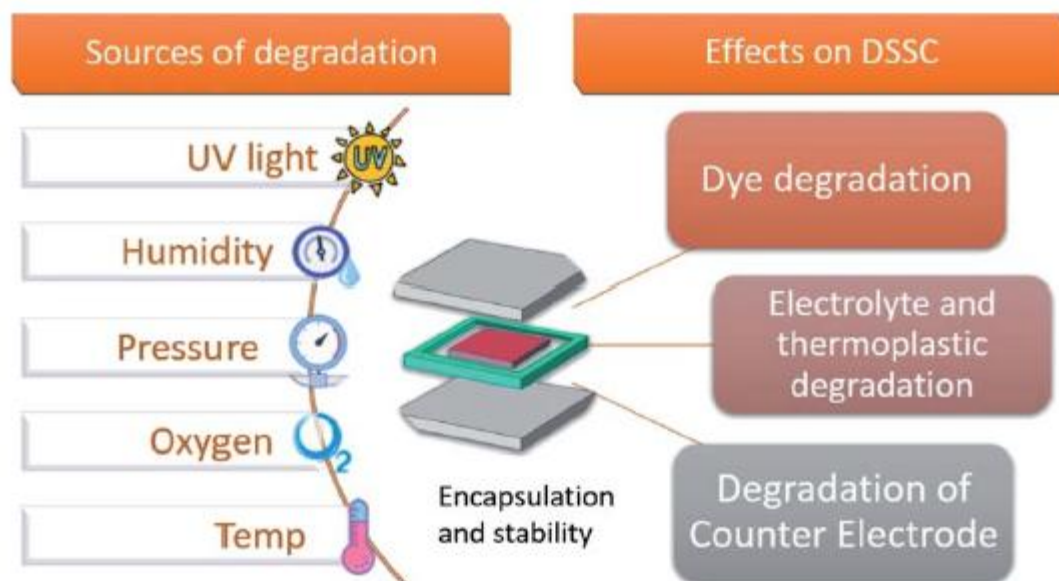 Sources of degradation
Effects on DSSC
UV light
UV
Humidity
Pressure
Oxygen
2
Temp
Encapsulation
and stability
Dye degradation
Electrolyte and
thermoplastic
degradation
Degradation of
Counter Electrode